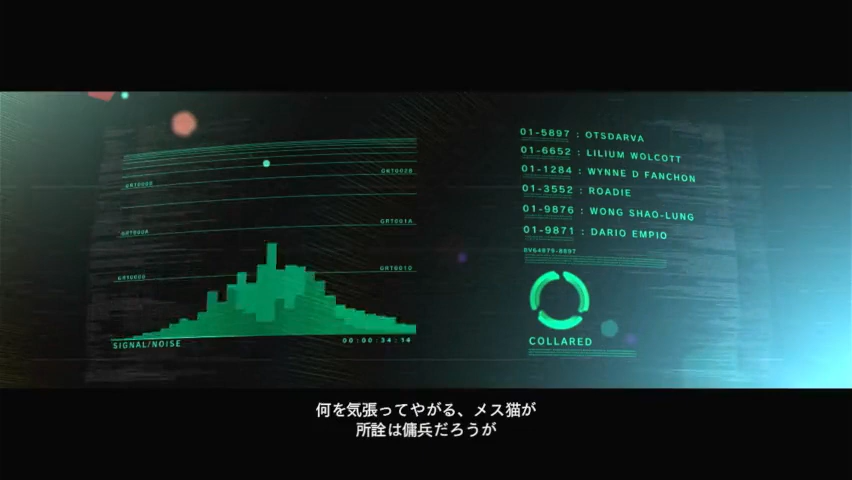 01-5897 : OTSDARVA
01-6652 : LILIUM WOLCOTT
01-1284 : WYNNE D FANCHON
01-3552 : ROADIE
01-9876 : WONG SHAO-LUNG
01-9871 : DARIO EMPIO
COLLARED
SIGNAL/NOISE
00:00:34:14
何を気張ってやがる、メス猫が
所詮は傭兵だろうが